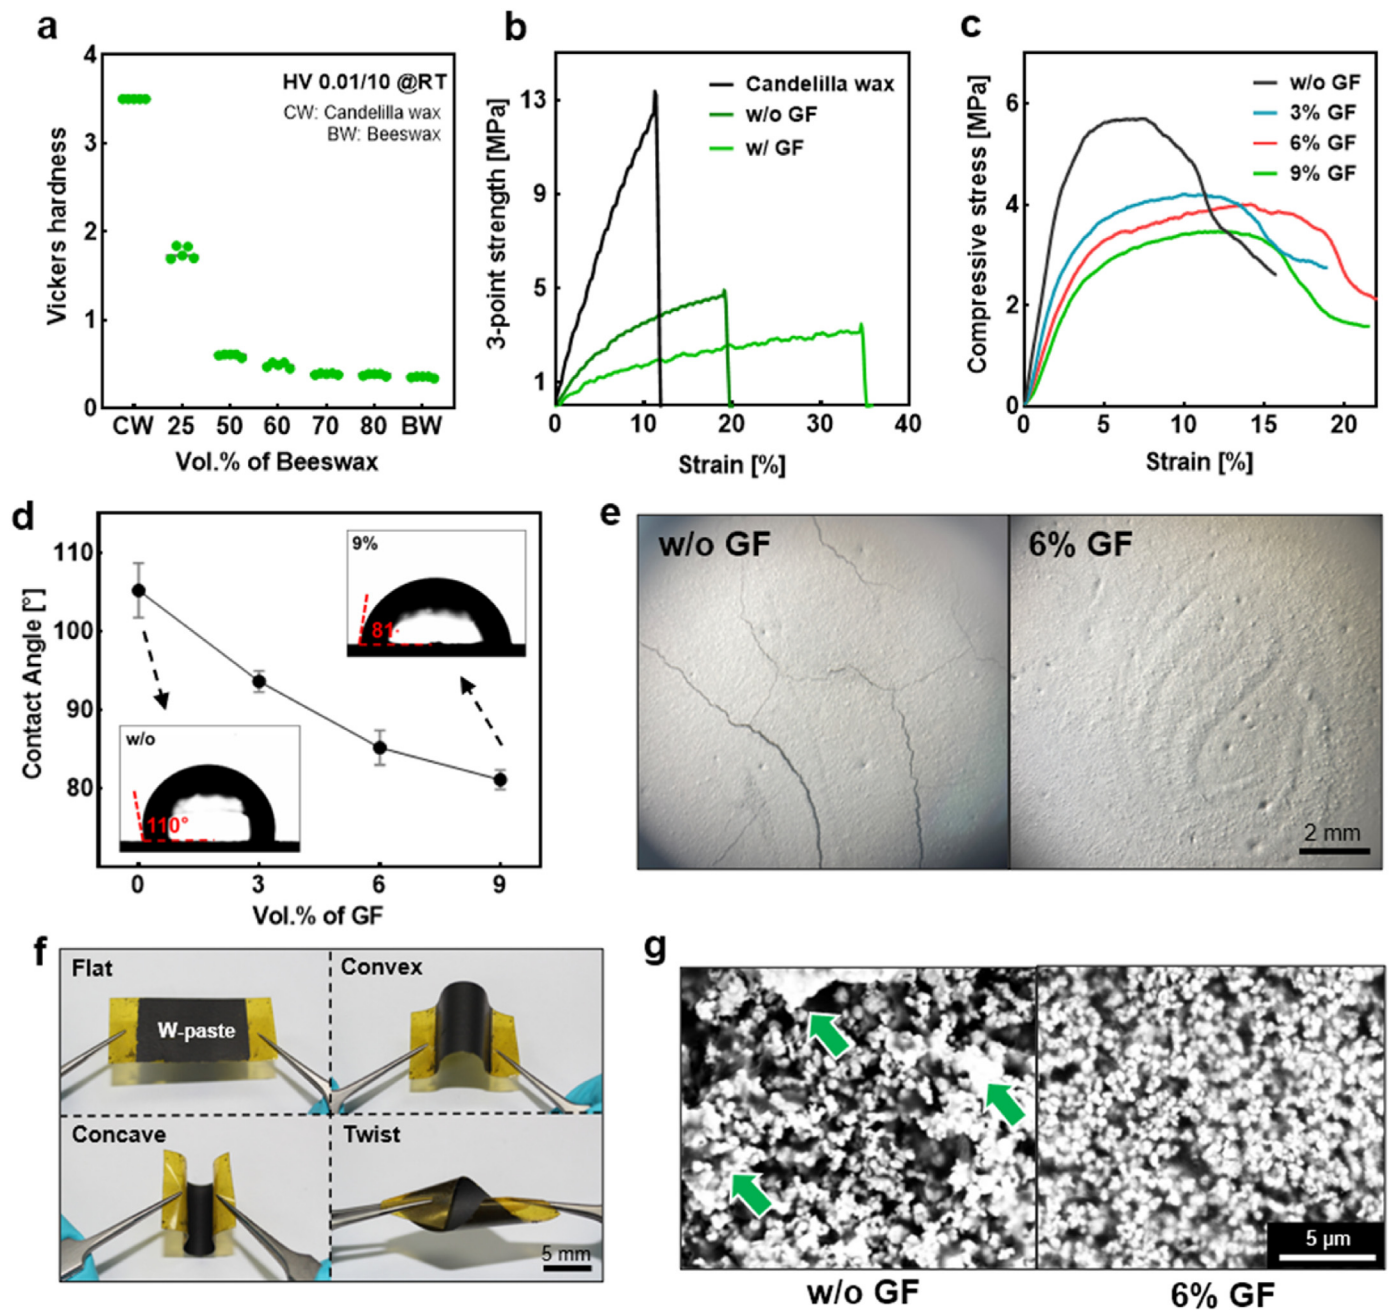 a
4
3
2
1
0
Vickers hardness
HV 0.01/10 @RT
CW: Candelilla wax
BW: Beeswax
CW 25 50 60 70 80 BW
Vol.% of Beeswax
b
13
9
5
1
3-point strength [MPa]
Candelilla wax
w/o GF
w/ GF
0 10 20 30 40
Strain [%]
c
6
4
2
0
Compressive stress [MPa]
w/o GF
3% GF
6% GF
9% GF
0 5 10 15 20
Strain [%]
d
110
100
90
80
Contact Angle [°]
9%
81°
w/o
110°
0 3 6 9
Vol.% of GF
e
w/o GF
6% GF
2 mm
f
Flat
W-paste
Convex
Concave
Twist
5 mm
g
5 µm
w/o GF
6% GF